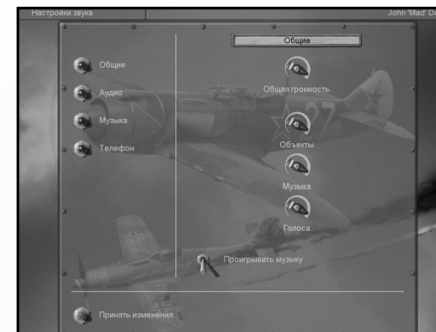 Настройки звука
John 'Mad' D
Общие
Общие
Аудио
Музыка
Телефон
Общая громкость
Объекты
Музыка
Голоса
Проигрывать музыку
Принять изменения